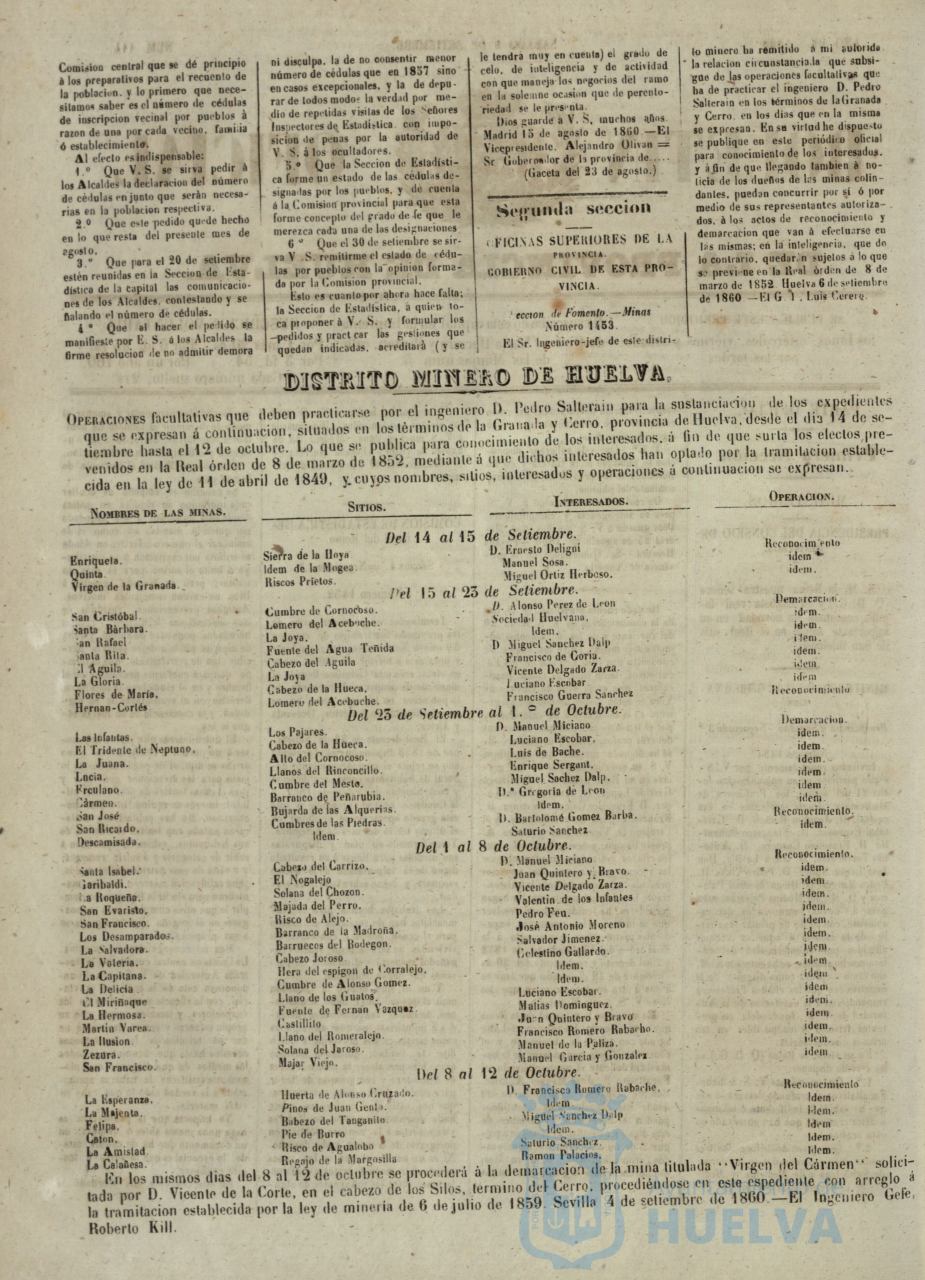 Comision central que se dé principio
á los preparativos para el recuento de
la poblacion, y lo primero que nece-
sitamos saber es el número de cédulas
de inscripcion vecinal por pueblos á
razon de una por cada vecino, familia
ó establecimiento.
Al efecto es indispensable:
1.º Que V. S. se sirva pedir á
los Alcaldes la declaracion del número
de cédulas en junto que serán necesa-
rias en la poblacion respectiva.
2.º Que este pedido quede hecho
en lo que resta del presente mes de
agosto.
3.º Que para el 20 de setiembre
estén reunidas en la Seccion de Esta-
dística de la capital las comunicacio-
nes de los Alcaldes, contestando y se-
ñalando el número de cédulas.
4º Que al hacer el pedido se
manifieste por E. S. á los Alcaldes la
firme resolucion de no admitir demora
ni disculpa, la de no consentir menor
número de cédulas que en 1857 sino
en casos excepcionales, y la de depu-
rar de todos modos la verdad por me-
dio de repetidas visitas de los Señores
Inspectores de Estadística con impo-
sicion de penas por la autoridad de
V. S. á los ocultadores.
5º Que la Seccion de Estadísti-
ca forme un estado de las cédulas de-
signadas por los pueblos, y de cuenta
á la Comision provincial para que esta
forme concepto del grado de fe que le
merezca cada una de las designaciones
6º Que el 30 de setiembre se sir-
va V S. remitirme el estado de cédu-
las por pueblos con la opinion forma-
da por la Comision provincial.
Esto es cuanto por ahora hace falta;
la Seccion de Estadística, á quien to-
ca proponer á V. S. y formular los
pedidos y practicar las gestiones que
quedan indicadas, acreditará (y se
le tendrá muy en cuenta) el grado de
celo, de inteligencia y de actividad
con que maneja los negocios del ramo
en la solemne ocasion que de perento-
riedad se le presenta.
Dios guarde á V. S. muchos años.
Madrid 15 de agosto de 1860—El
Vicepresidente. Alejandro Olivan=
Sr Gobernador de la provincia de.....
(Gaceta del 23 de agosto.)
Segunda seccion
OFICINAS SUPERIORES DE LA
PROVINCIA.
GOBIERNO CIVIL DE ESTA PRO-
VINCIA.
eccion de Fomento.—Minas
Número 1453.
El Sr. Ingeniero-jefe de este distri-
to minero ha remitido á mi autorida
la relacion circunstanciada que subsi-
gue de las operaciones facultativas que
ha de practicar el ingeniero D. Pedro
Salterain en los términos de la Granada
y Cerro, en los dias que en la misma
se expresan. En su virtud he dispuesto
se publique en este periódico oficial
para conocimiento de los interesados,
y á fin de que llegando tambien á no-
ticia de los dueños de las minas colin-
dantes, puedan concurrir por sí ó por
medio de sus representantes autoriza-
dos, á los actos de reconocimiento y
demarcacion que van á efectuarse en
las mismas; en la inteligencia, que de
lo contrario, quedarán sujetos á lo que
se previene en la Real órden de 8 de
marzo de 1852 Huelva 6 de setiembre
de 1860 —El G I. Luis Cerere.
DISTRITO MINERO DE HUELVA.
OPERACIONES facultativas que deben practicarse por el ingeniero D. Pedro Salterain para la sustanciacion de los expedientes
que se expresan á continuacion, situados en los términos de la Granada y Cerro, provincia de Huelva, desde el dia 14 de se-
tiembre hasta el 12 de octubre. Lo que se publica para conocimiento de los interesados, á fin de que surta los efectos pre-
venidos en la Real órden de 8 de marzo de 1852, mediante á que dichos interesados han optado por la tramitacion estable-
cida en la ley de 11 de abril de 1849, y cuyos nombres, sitios, interesados y operaciones á continuacion se expresan.
NOMBRES DE LAS MINAS. SITIOS. INTERESADOS. OPERACION.
Del 14 al 15 de Setiembre.
Enriqueta. Sierra de la Hoya D. Ernesto Deligni Reconocimiento
Quinta Idem de la Mogea. Manuel Sosa. idem
Virgen de la Granada. Riscos Prietos. Miguel Ortiz Herboso. idem.
Del 15 al 23 de Setiembre.
San Cristóbal. Cumbre de Cornocoso. D. Alonso Perez de Leon Demarcacion.
Santa Bárbara. Lomero del Acebuche. Sociedad Huelvana. idem.
San Rafael La Joya. Idem. idem.
Santa Rita. Fuente del Agua Teñida D Miguel Sanchez Dalp idem.
El Aguila. Cabezo del Aguila Francisco de Goria. idem.
La Gloria. La Joya Vicente Delgado Zarza. idem.
Flores de María. Cabezo de la Hueca. Luciano Escobar idem
Hernan-Cortés Lomero del Acebuche. Francisco Guerra Sanchez Reconocimiento
Del 23 de Setiembre al 1.º de Octubre.
Las Infantas. Los Pajares. D. Manuel Miciano Demarcacion.
El Tridente de Neptuno. Cabezo de la Hueca. Luciano Escobar. idem.
La Juana. Alto del Cornocoso. Luis de Bache. idem.
Lucia. Llanos del Rinconcillo. Enrique Sergant. idem.
Erculano. Cumbre del Mesto. Miguel Sachez Dalp. idem.
Cármen. Barranco de Peñarubia. D.ª Gregoria de Leon idem.
San José Bujarda de las Alquerias. Idem. idem.
San Ricardo. Cumbres de las Piedras. D. Bartolomé Gomez Barba. Reconocimiento.
Descamisada. Idem Saturio Sanchez idem.
Del 1 al 8 de Octubre.
Santa Isabel. Cabezo del Carrizo. D. Manuel Miciano Reconocimiento.
Garibaldi. El Nogalejo Juan Quintero y Bravo. idem.
La Roqueña. Solana del Chozon. Vicente Delgado Zarza. idem.
San Evaristo. Majada del Perro. Valentin de los Infantes idem.
San Francisco. Risco de Alejo. Pedro Feu. idem.
Los Desamparados. Barranco de la Madroña. José Antonio Moreno idem.
La Salvadora. Barruecos del Bodegon. Salvador Jimenez. idem.
La Valeria. Cabezo Joroso Celestino Gallardo. idem.
La Capitana. Hera del espigon de Corralejo. Idem. idem
La Delicia Cumbre de Alonso Gomez. Idem. idem
El Miriñaque Llano de los Guatos. Luciano Escobar. idem.
La Hermosa. Fuente de Fernan Vazquez. Matias Dominguez. idem.
Martin Varea. Castillito Juan Quintero y Bravo idem.
La Ilusion Llano del Romeralejo. Francisco Romero Rabacho. idem.
Zezura. Solana del Jaroso. Manuel de la Paliza. idem.
San Francisco. Majar Viejo. Manuel Garcia y Gonzalez idem
Del 8 al 12 de Octubre.
La Esperanza. Huerta de Alonso Cruzado. D. Francisco Romero Rabache. Reconocimiento
La Majenta. Pinos de Juan Gento. Idem Idem.
Felipa. Babezo del Tanganito Miguel Sanchez Dalp Idem.
Caton. Pie de Burro Idem. Idem.
La Amistad Risco de Agualobo Saturio Sanchez. Idem.
La Calañesa. Regajo de la Margosilla Ramon Palacios. Idem.
En los mismos dias del 8 al 12 de octubre se procederá á la demarcacion de la mina titulada “Virgen del Cármen” solici-
tada por D. Vicente de la Corte, en el cabezo de los Silos, término del Cerro, procediéndose en este espediente con arreglo á
la tramitacion establecida por la ley de mineria de 6 de julio de 1859. Sevilla 4 de setiembre de 1860.—El Ingeniero Gefe,
Roberto Kill.
HUELVA